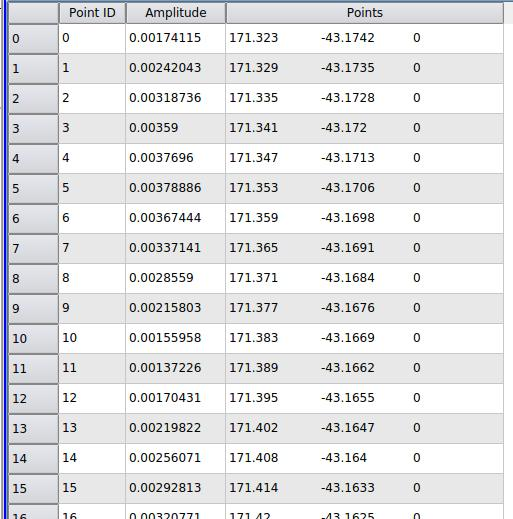 Point ID Amplitude Points
0 0 0.00174115 171.323 -43.1742 0
1 1 0.00242043 171.329 -43.1735 0
2 2 0.00318736 171.335 -43.1728 0
3 3 0.00359 171.341 -43.172 0
4 4 0.0037696 171.347 -43.1713 0
5 5 0.00378886 171.353 -43.1706 0
6 6 0.00367444 171.359 -43.1698 0
7 7 0.00337141 171.365 -43.1691 0
8 8 0.0028559 171.371 -43.1684 0
9 9 0.00215803 171.377 -43.1676 0
10 10 0.00155958 171.383 -43.1669 0
11 11 0.00137226 171.389 -43.1662 0
12 12 0.00170431 171.395 -43.1655 0
13 13 0.00219822 171.402 -43.1647 0
14 14 0.00256071 171.408 -43.164 0
15 15 0.00292813 171.414 -43.1633 0
16 16 0.00320771 171.42 -43.1625 0